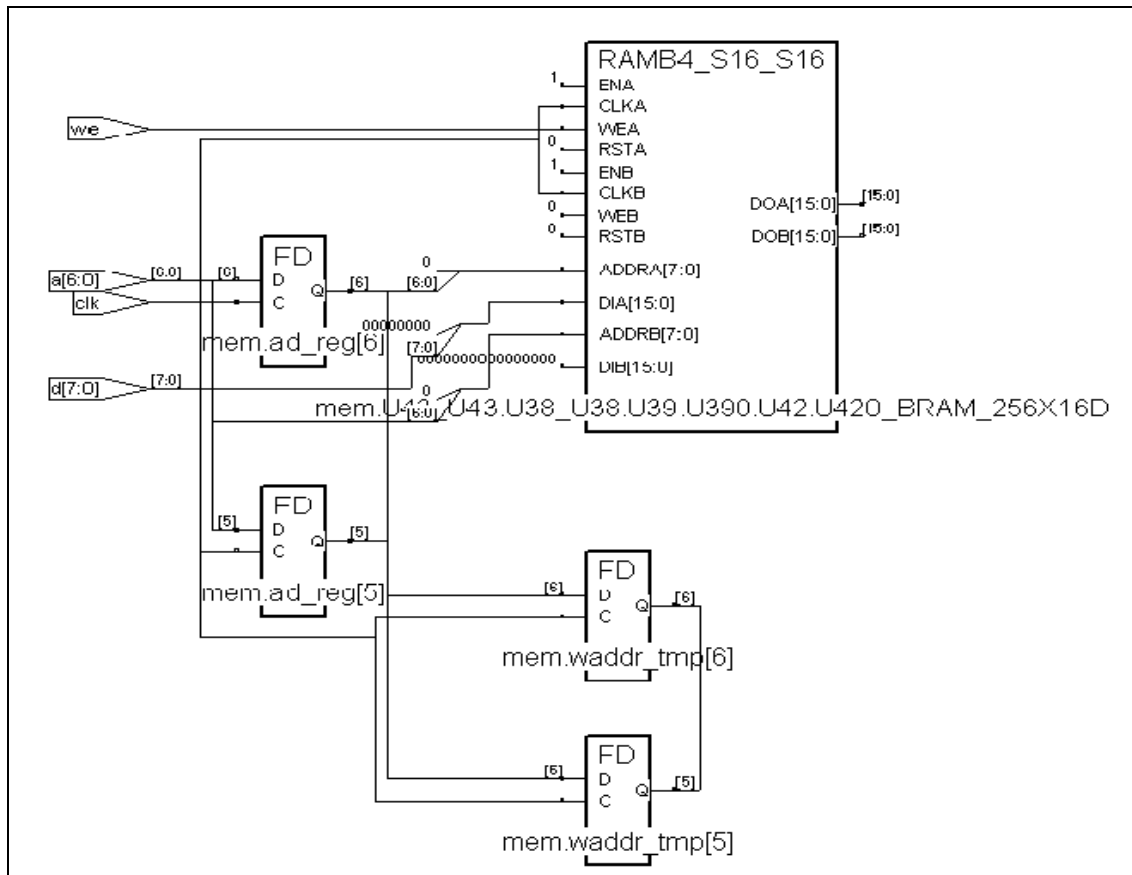 RAMB4_S16_S16
1 ENA
CLKA
we
WEA
0 RSTA
1 ENB
CLKB
DOA[15:0] [15:0]
0 WEB
DOB[15:0] [15:0]
0 RSTB
FD
a[6:0] [6:0] [6] D Q [6]
0
[6:0] ADDRA[7:0]
clk C
DIA[15:0]
00000000
[7:0]
ADDRB[7:0]
mem.ad_reg[6]
0000000000000000 DIB[15:0]
d[7:0] [7:0]
0
[6:0]
BRAM_256X16D
FD
[5] D Q [5]
C
mem.ad_reg[5]
FD
[6] D Q [6]
C
mem.waddr_tmp[6]
FD
[5] D Q [5]
C
mem.waddr_tmp[5]